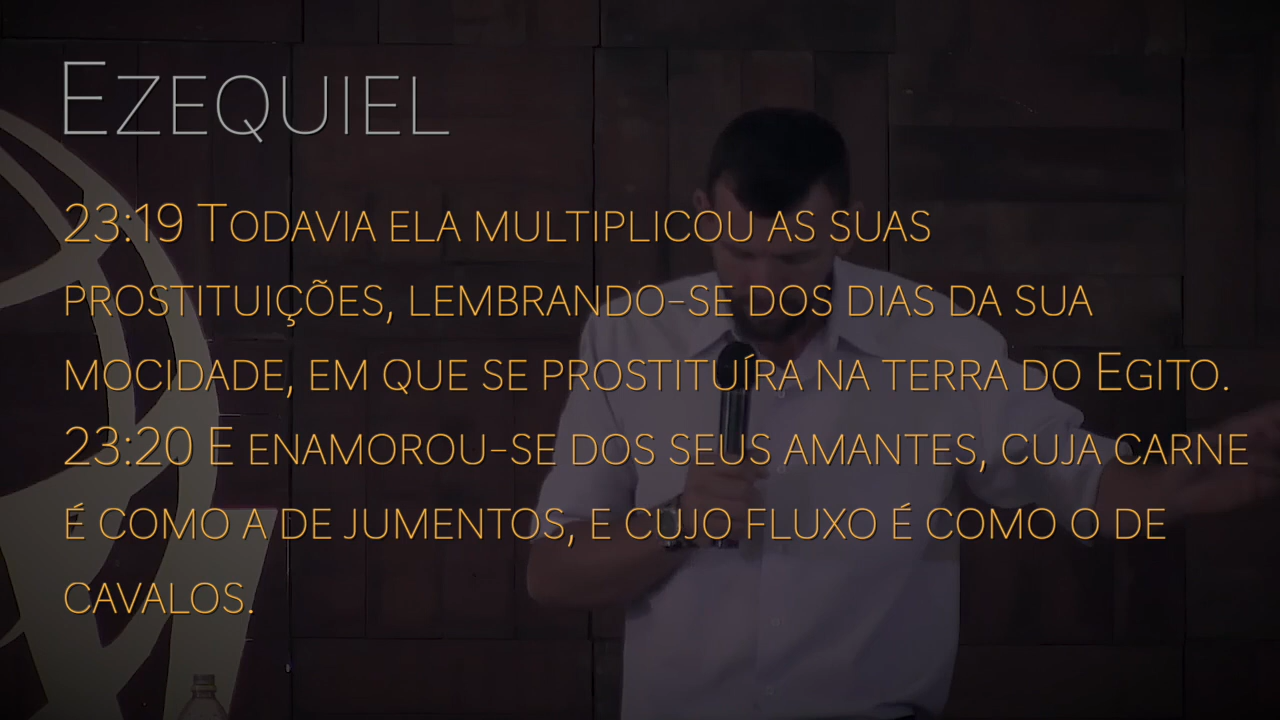 Ezequiel
23:19 Todavia ela multiplicou as suas
prostituições, lembrando-se dos dias da sua
mocidade, em que se prostituíra na terra do Egito.
23:20 E enamorou-se dos seus amantes, cuja carne
é como a de jumentos, e cujo fluxo é como o de
cavalos.